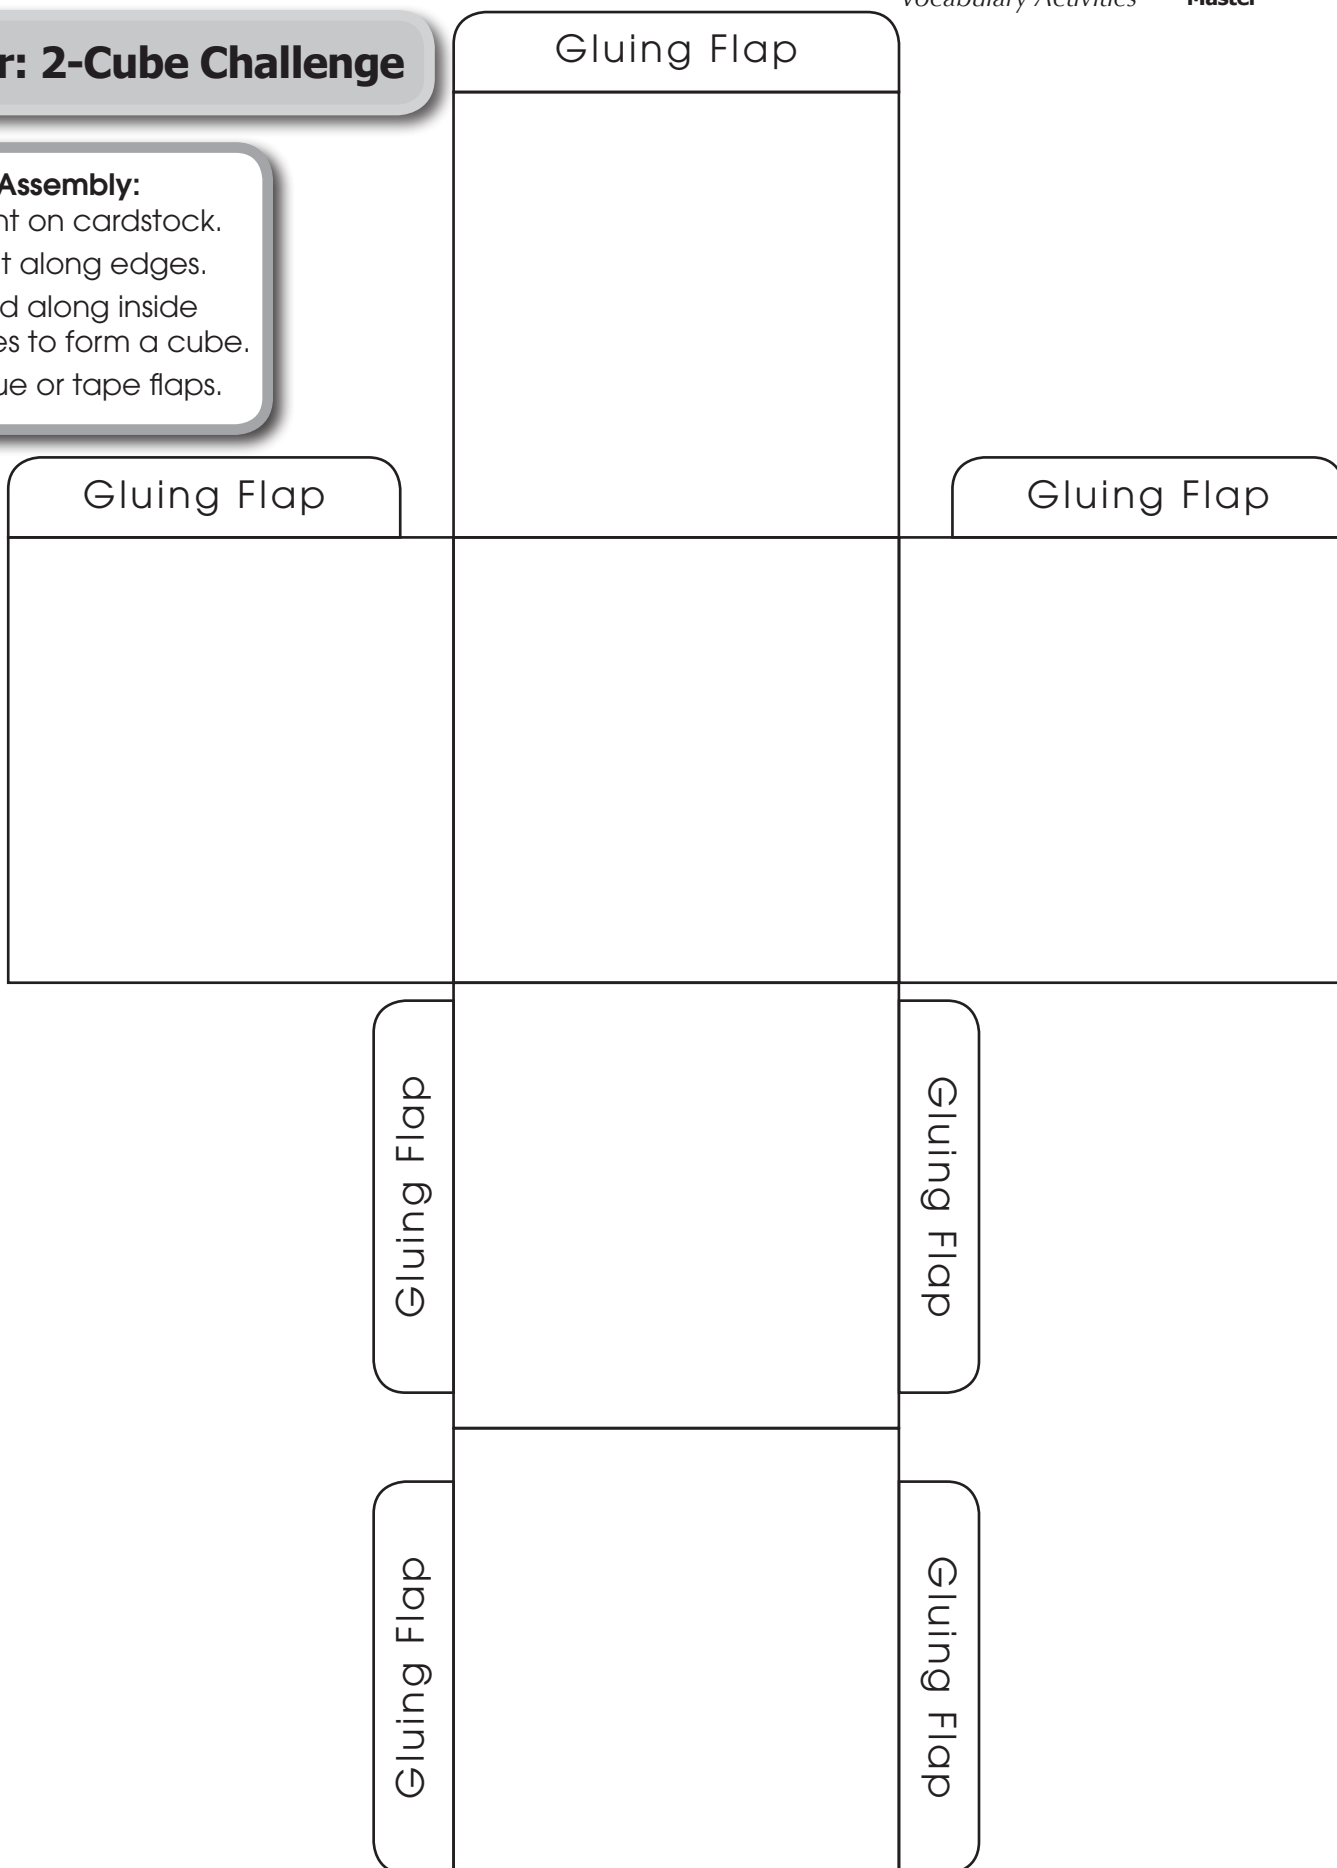 Vocabulary Activities Master
r: 2-Cube Challenge
Gluing Flap
Assembly:
nt on cardstock.
t along edges.
d along inside
es to form a cube.
ue or tape flaps.
Gluing Flap
Gluing Flap
Gluing Flap
Gluing Flap
Gluing Flap
Gluing Flap